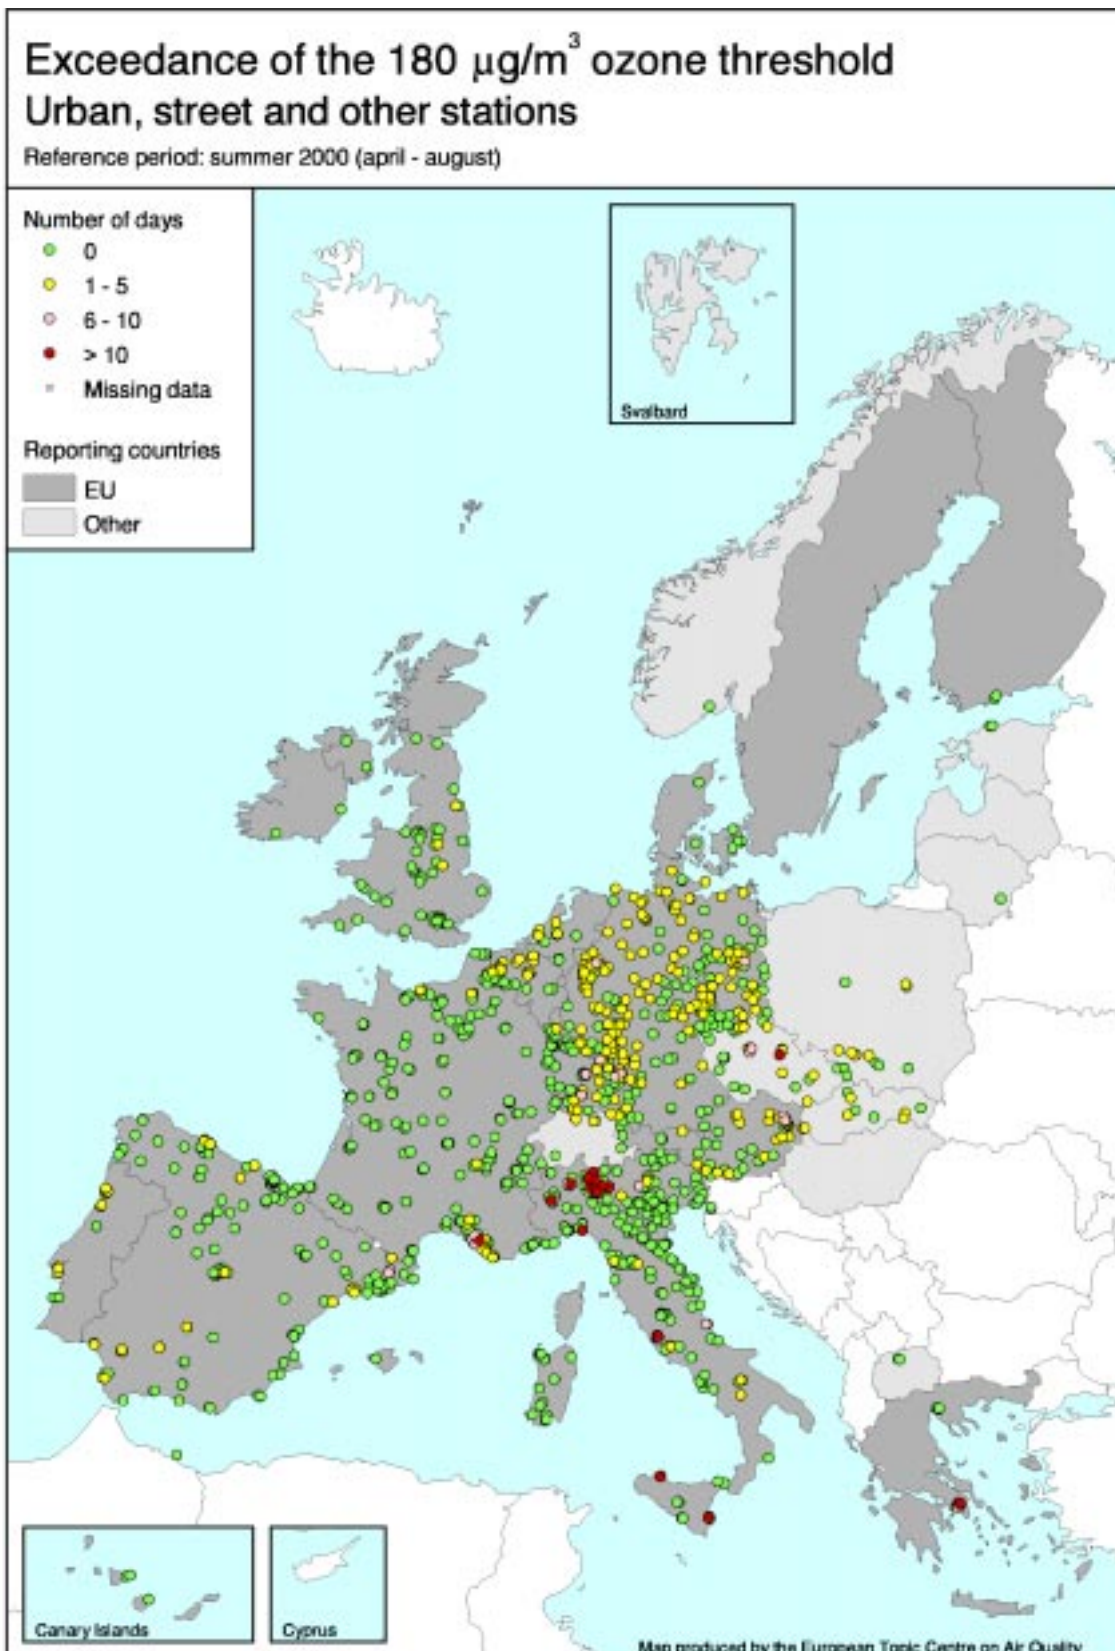 Exceedance of the 180 µg/m³ ozone threshold
Urban, street and other stations
Reference period: summer 2000 (april - august)
Number of days
0
1 - 5
6 - 10
> 10
Missing data
Reporting countries
EU
Other
Svalbard
Canary Islands
Cyprus
Map produced by the European Topic Centre on Air Quality